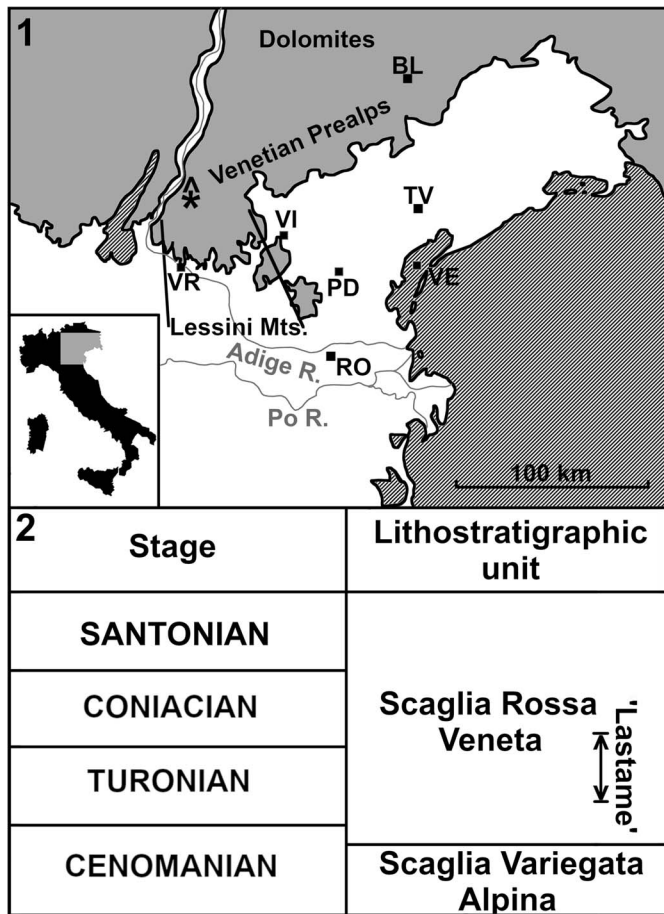 1
Dolomites
BL
Venetian Prealps
^
*
TV
VI
VR
PD
VE
Lessini Mts.
Adige R.
RO
Po R.
100 km
2
Stage
Lithostratigraphic
unit
SANTONIAN
CONIACIAN
TURONIAN
CENOMANIAN
Scaglia Rossa
Veneta
'Lastame'
Scaglia Variegata
Alpina